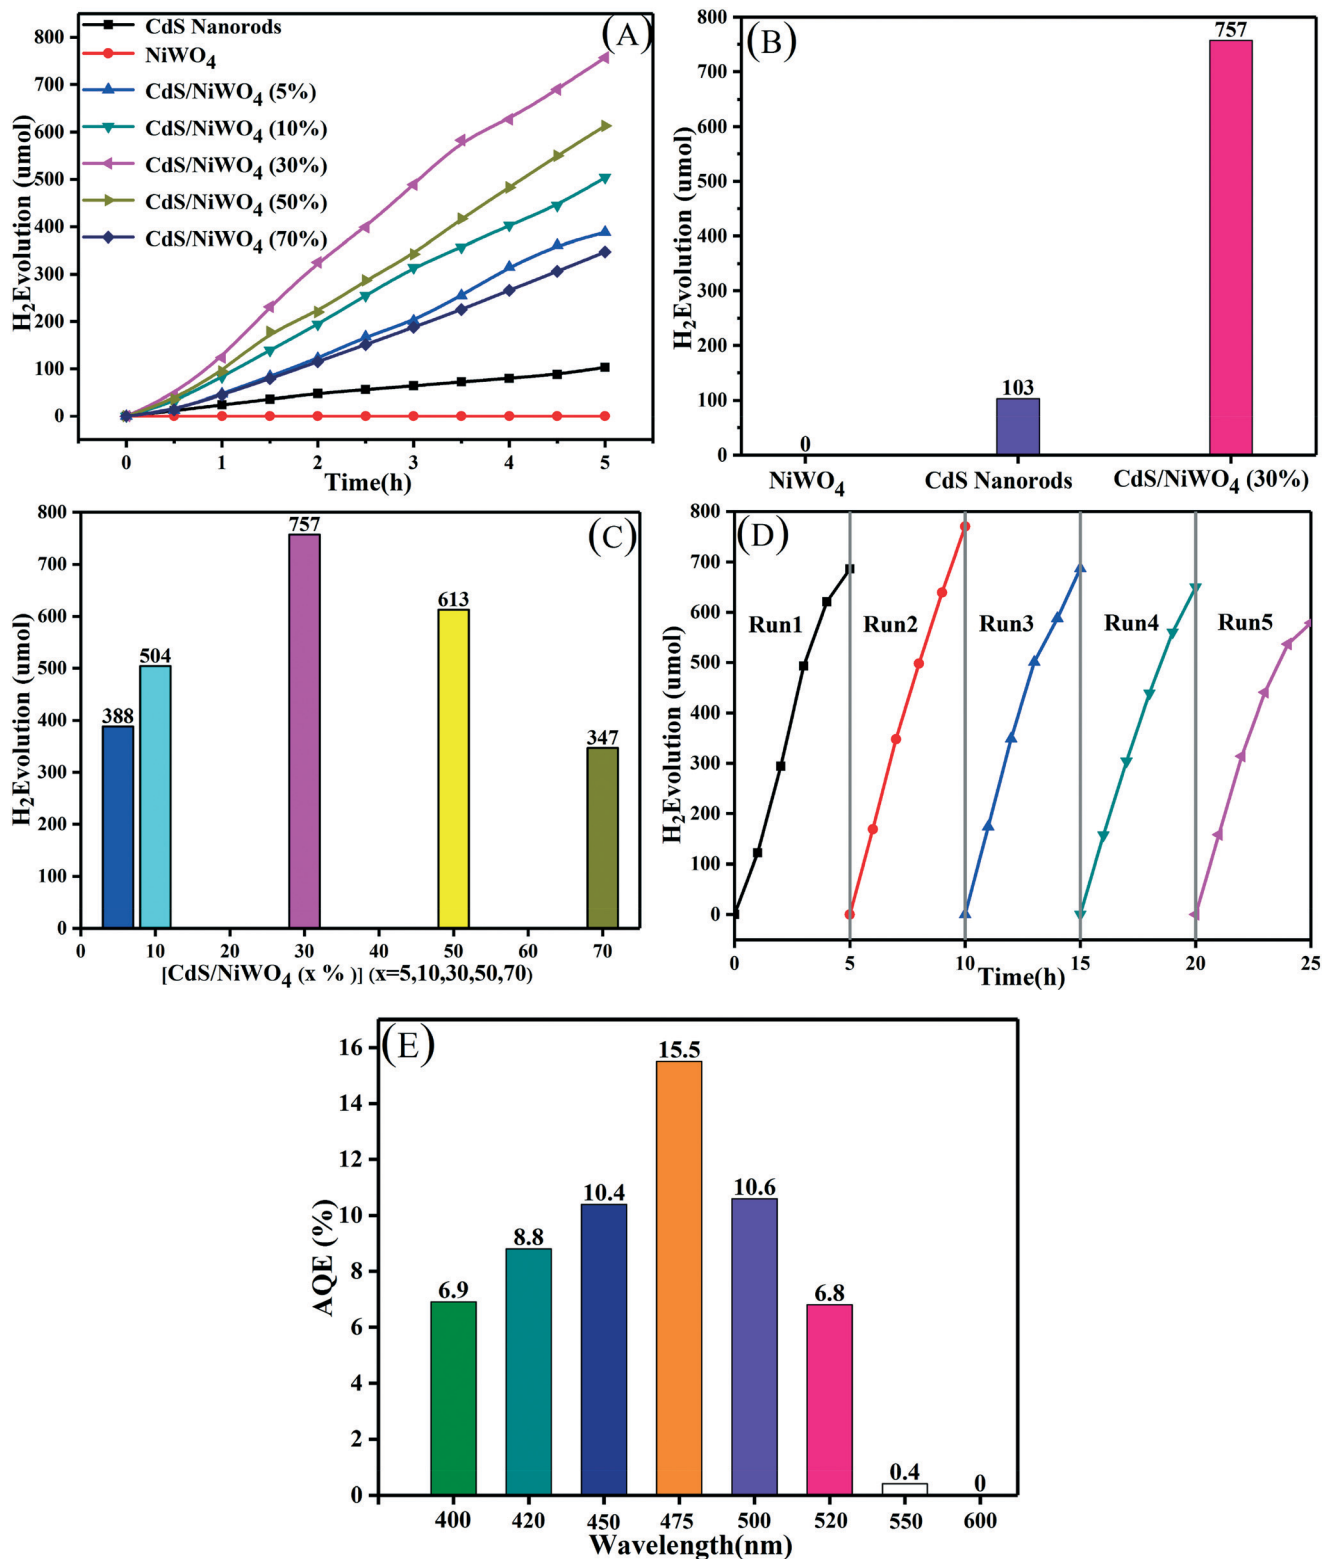 (A)
CdS Nanorods
NiWO4
CdS/NiWO4 (5%)
CdS/NiWO4 (10%)
CdS/NiWO4 (30%)
CdS/NiWO4 (50%)
CdS/NiWO4 (70%)
H2Evolution (umol)
800
700
600
500
400
300
200
100
0
0 1 2 3 4 5
Time(h)
(B)
H2Evolution (umol)
800
700
600
500
400
300
200
100
0
0
103
757
NiWO4 CdS Nanorods CdS/NiWO4 (30%)
(C)
H2Evolution (umol)
800
700
600
500
400
300
200
100
0
388
504
757
613
347
0 10 20 30 40 50 60 70
[CdS/NiWO4 (x % )] (x=5,10,30,50,70)
(D)
H2Evolution (umol)
800
700
600
500
400
300
200
100
0
Run1 Run2 Run3 Run4 Run5
0 5 10 15 20 25
Time(h)
(E)
AQE (%)
16
14
12
10
8
6
4
2
0
6.9
8.8
10.4
15.5
10.6
6.8
0.4
0
400 420 450 475 500 520 550 600
Wavelength(nm)